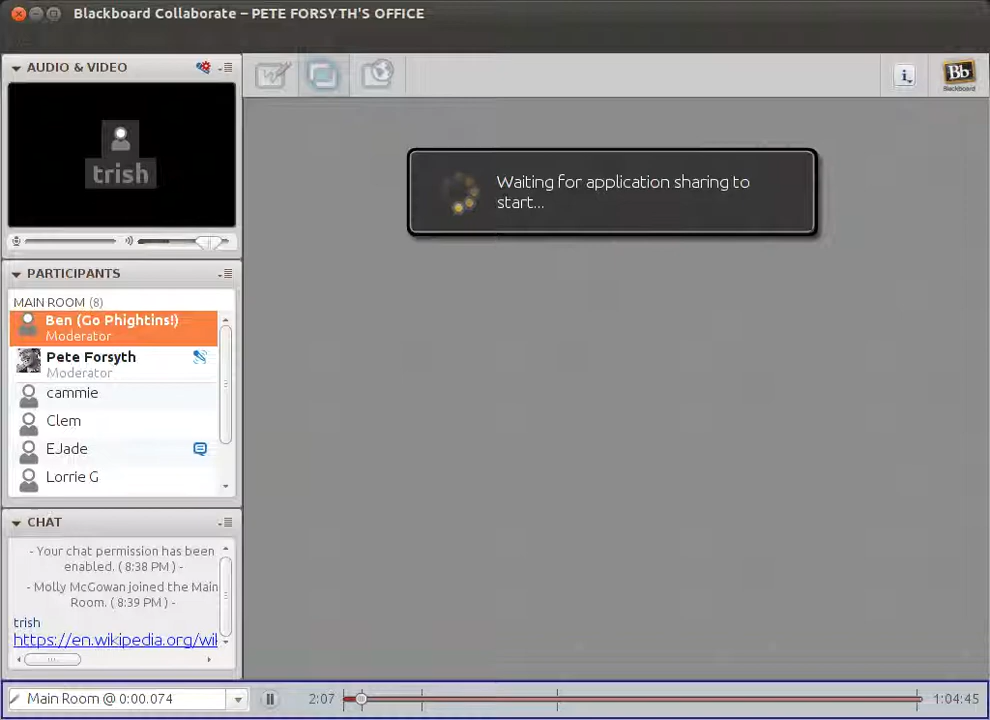 Blackboard Collaborate – PETE FORSYTH'S OFFICE
AUDIO & VIDEO
trish
PARTICIPANTS
MAIN ROOM (8)
Ben (Go Phightins!)
Moderator
Pete Forsyth
Moderator
cammie
Clem
EJade
Lorrie G
CHAT
- Your chat permission has been
enabled. ( 8:38 PM ) -
- Molly McGowan joined the Main
Room. ( 8:39 PM ) -
trish
https://en.wikipedia.org/wil
i
Bb
Blackboard
Waiting for application sharing to
start...
Main Room @ 0:00.074
2:07
1:04:45